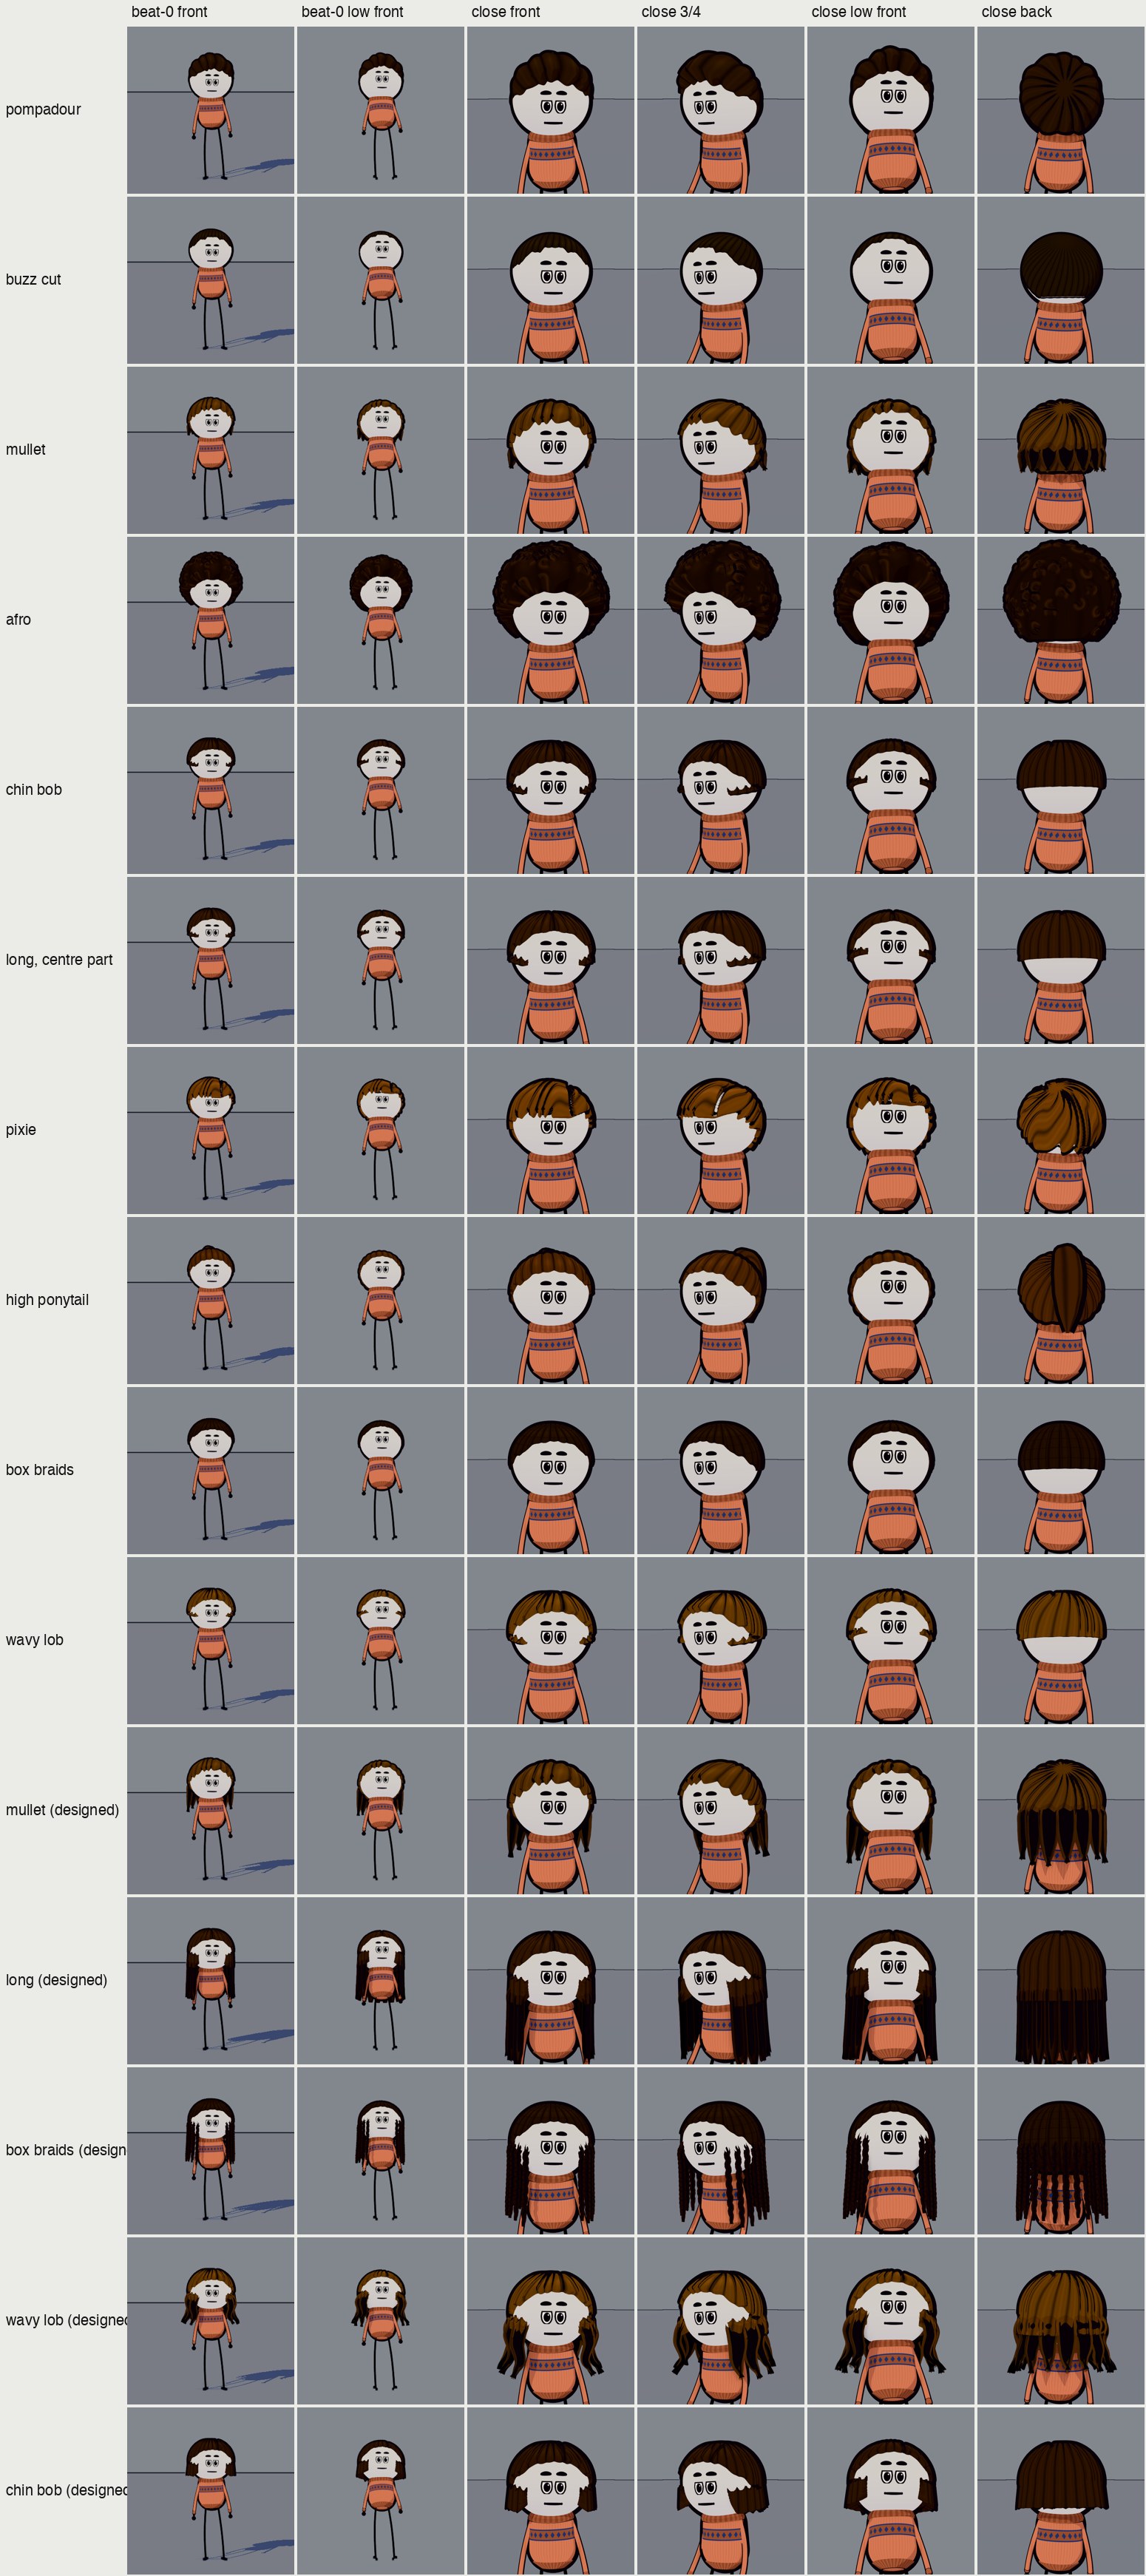 beat-0 front beat-0 low front close front close 3/4 close low front close back
pompadour
buzz cut
mullet
afro
chin bob
long, centre part
pixie
high ponytail
box braids
wavy lob
mullet (designed)
long (designed)
box braids (design
wavy lob (designed
chin bob (designed